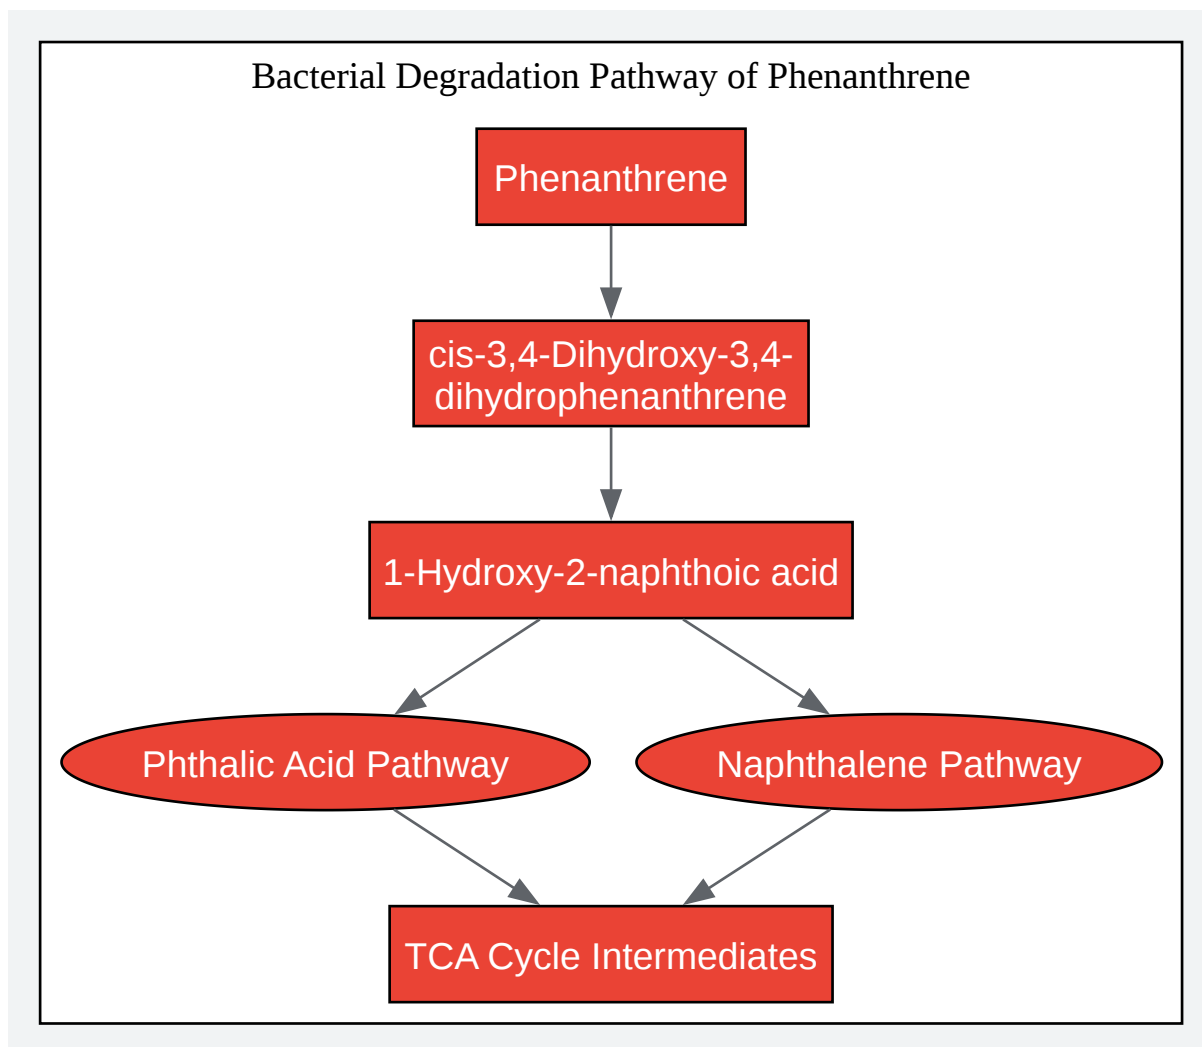 Bacterial Degradation Pathway of Phenanthrene
Phenanthrene
cis-3,4-Dihydroxy-3,4-
dihydrophenanthrene
1-Hydroxy-2-naphthoic acid
Phthalic Acid Pathway
Naphthalene Pathway
TCA Cycle Intermediates